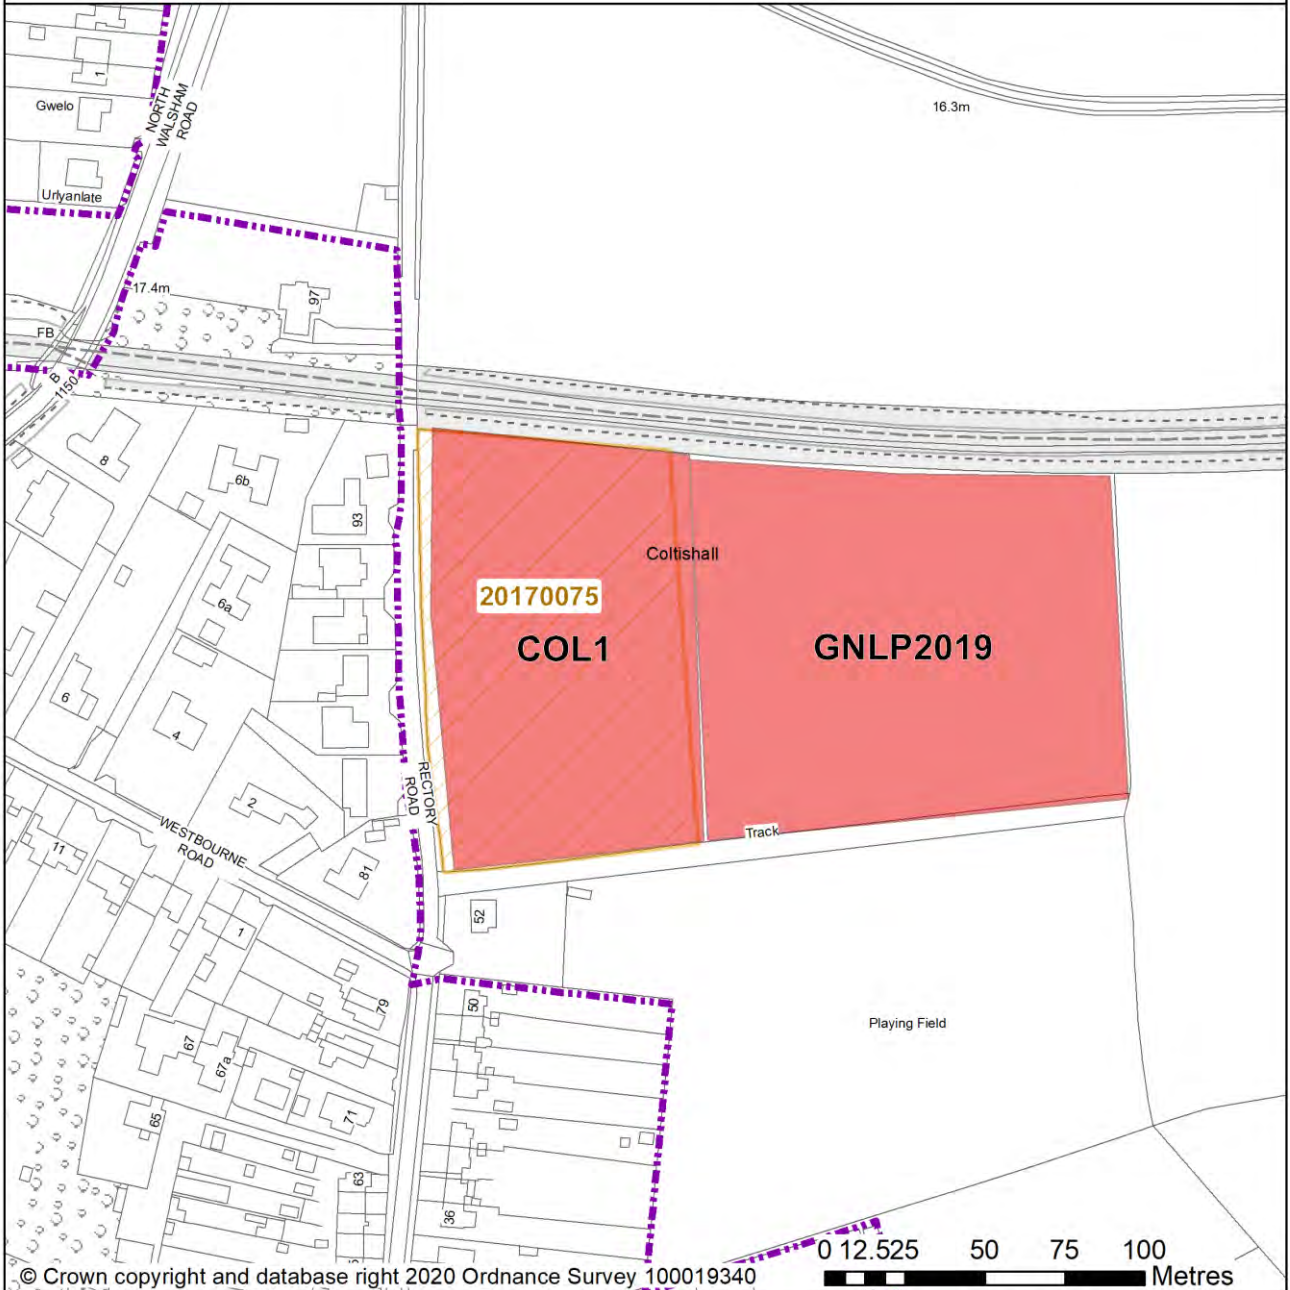 1
Gwelo
NORTH
WALSHAM
ROAD
16.3m
Urlyanlate
17.4m
97
FB
B
1150
8
6b
93
Coltishall
20170075
6a
COL1
GNLP2019
6
4
RECTORY
ROAD
2
Track
WESTBOURNE
ROAD
11
81
52
1
50
79
Playing Field
67
67a
65
71
63
36
0 12.525 50 75 100
Metres
© Crown copyright and database right 2020 Ordnance Survey 100019340